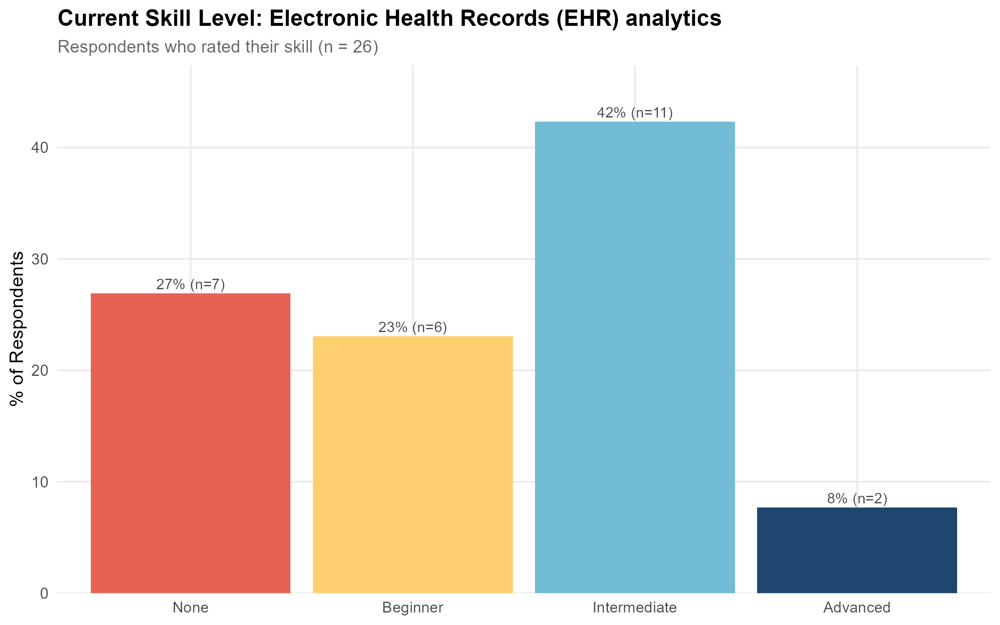 Current Skill Level: Electronic Health Records (EHR) analytics
Respondents who rated their skill (n = 26)
% of Respondents
40
30
20
10
0
27% (n=7)
23% (n=6)
42% (n=11)
8% (n=2)
None
Beginner
Intermediate
Advanced